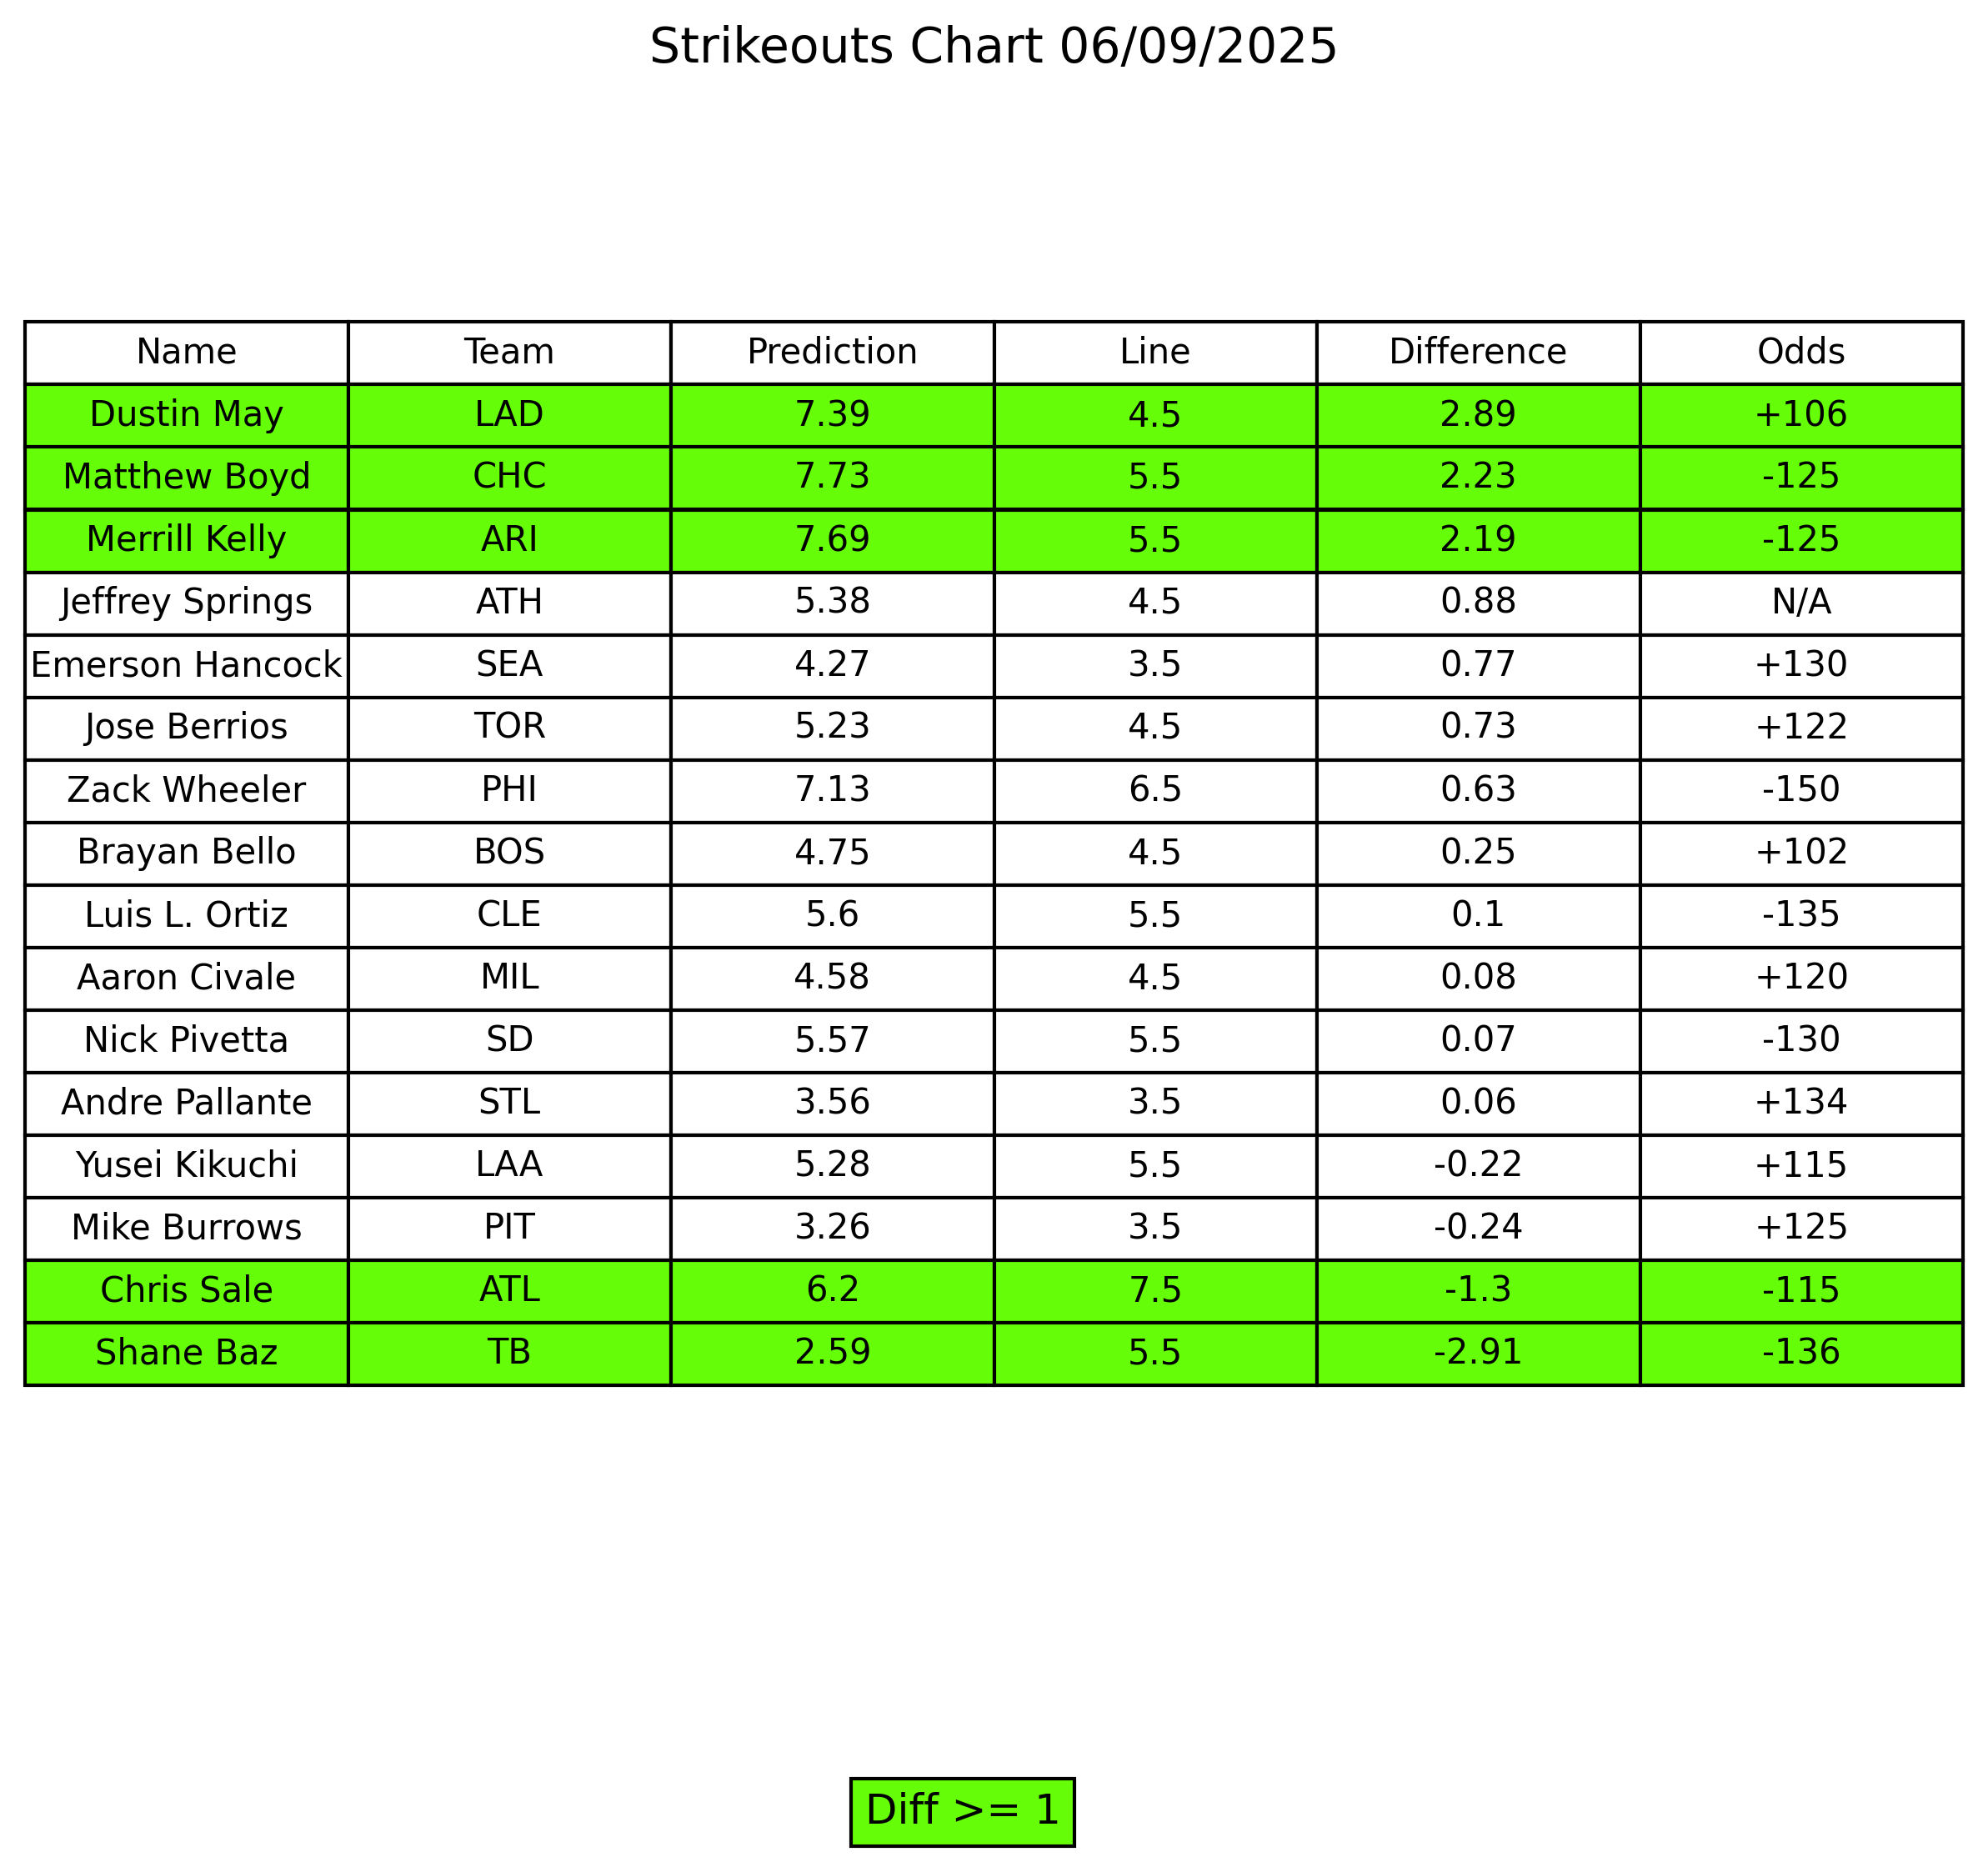 Strikeouts Chart 06/09/2025
Name Team Prediction Line Difference Odds
Dustin May LAD 7.39 4.5 2.89 +106
Matthew Boyd CHC 7.73 5.5 2.23 -125
Merrill Kelly ARI 7.69 5.5 2.19 -125
Jeffrey Springs ATH 5.38 4.5 0.88 N/A
Emerson Hancock SEA 4.27 3.5 0.77 +130
Jose Berrios TOR 5.23 4.5 0.73 +122
Zack Wheeler PHI 7.13 6.5 0.63 -150
Brayan Bello BOS 4.75 4.5 0.25 +102
Luis L. Ortiz CLE 5.6 5.5 0.1 -135
Aaron Civale MIL 4.58 4.5 0.08 +120
Nick Pivetta SD 5.57 5.5 0.07 -130
Andre Pallante STL 3.56 3.5 0.06 +134
Yusei Kikuchi LAA 5.28 5.5 -0.22 +115
Mike Burrows PIT 3.26 3.5 -0.24 +125
Chris Sale ATL 6.2 7.5 -1.3 -115
Shane Baz TB 2.59 5.5 -2.91 -136
Diff >= 1